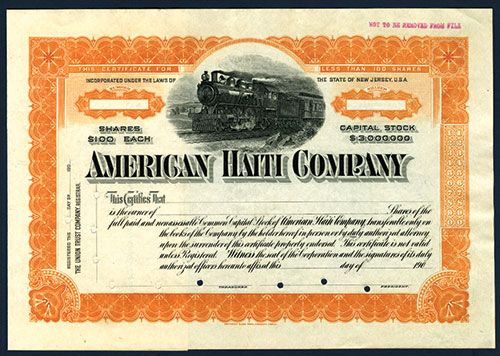 NOT TO BE REMOVED FROM FILE
THIS CERTIFICATE FOR
LESS THAN 100 SHARES
INCORPORATED UNDER THE LAWS OF
THE STATE OF NEW JERSEY, U.S.A.
SHARES
$100 EACH
CAPITAL STOCK
$3,000,000
AMERICAN HAITI COMPANY
This Certifies That
is the owner of Shares of the
full paid and nonassessable Common Capital Stock of American Haiti Company, transferable only on
the books of the Company by the holder hereof in person or by duly authorized attorney
upon the surrender of this certificate properly endorsed. This certificate is not valid
unless Registered. Witness the seal of the Corporation and the signatures of its duly
authorized officers hereunto affixed this day of 190
TREASURER
PRESIDENT.
REGISTERED THE DAY OF 190
THE UNION TRUST COMPANY, REGISTRAR.